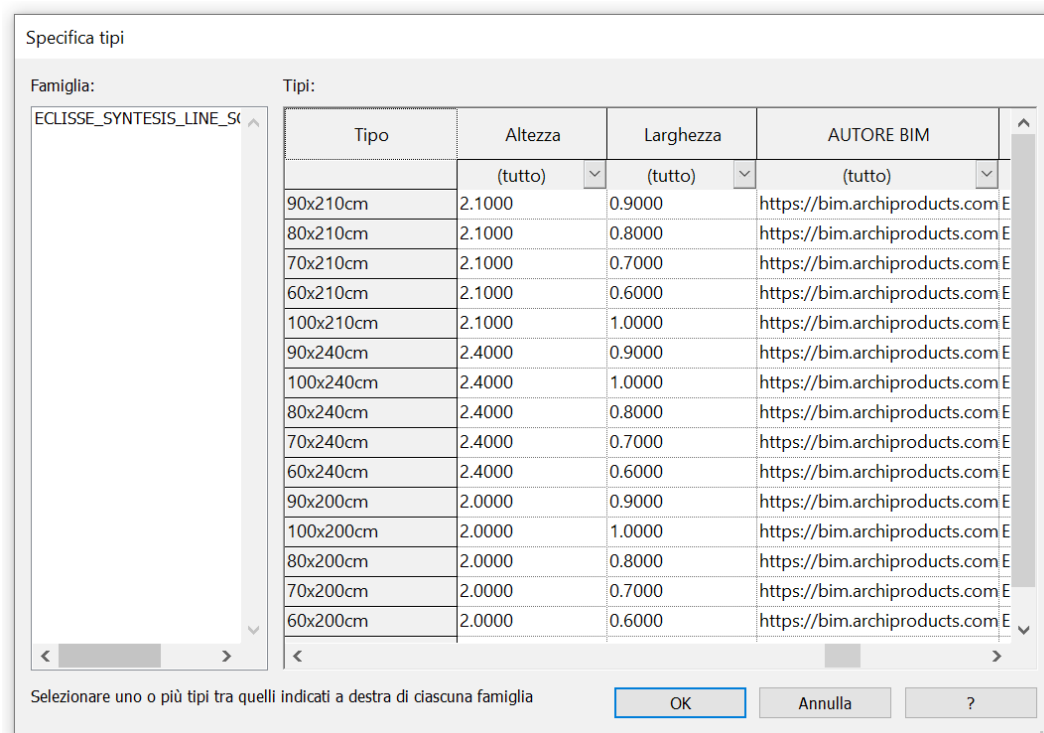 Specifica tipi
Famiglia: Tipi:
ECLISSE_SYNTESIS_LINE_
Tipo Altezza Larghezza AUTORE BIM
(tutto) (tutto) (tutto)
90x210cm 2.1000 0.9000 https://bim.archiproducts.com E
80x210cm 2.1000 0.8000 https://bim.archiproducts.com E
70x210cm 2.1000 0.7000 https://bim.archiproducts.com E
60x210cm 2.1000 0.6000 https://bim.archiproducts.com E
100x210cm 2.1000 1.0000 https://bim.archiproducts.com E
90x240cm 2.4000 0.9000 https://bim.archiproducts.com E
100x240cm 2.4000 1.0000 https://bim.archiproducts.com E
80x240cm 2.4000 0.8000 https://bim.archiproducts.com E
70x240cm 2.4000 0.7000 https://bim.archiproducts.com E
60x240cm 2.4000 0.6000 https://bim.archiproducts.com E
90x200cm 2.0000 0.9000 https://bim.archiproducts.com E
100x200cm 2.0000 1.0000 https://bim.archiproducts.com E
80x200cm 2.0000 0.8000 https://bim.archiproducts.com E
70x200cm 2.0000 0.7000 https://bim.archiproducts.com E
60x200cm 2.0000 0.6000 https://bim.archiproducts.com E
Selezionare uno o più tipi tra quelli indicati a destra di ciascuna famiglia
OK Annulla ?